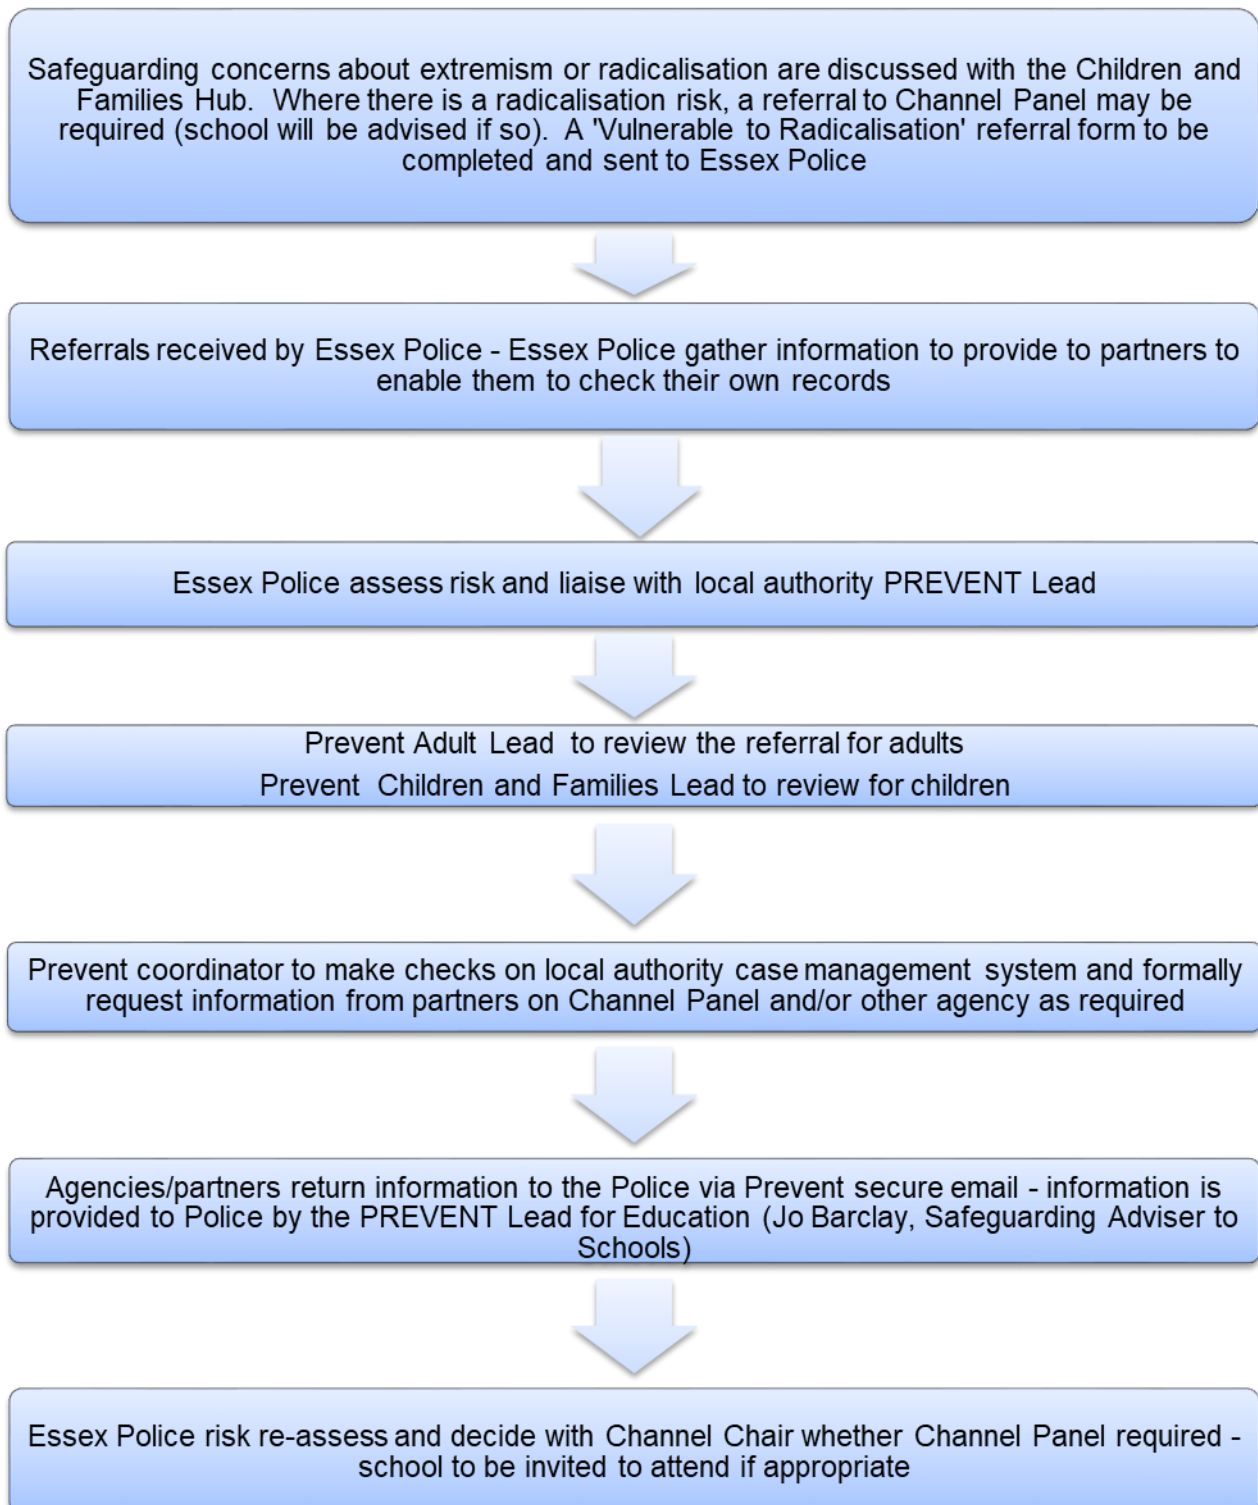 Safeguarding concerns about extremism or radicalisation are discussed with the Children and
Families Hub. Where there is a radicalisation risk, a referral to Channel Panel may be
required (school will be advised if so). A 'Vulnerable to Radicalisation' referral form to be
completed and sent to Essex Police
Referrals received by Essex Police - Essex Police gather information to provide to partners to
enable them to check their own records
Essex Police assess risk and liaise with local authority PREVENT Lead
Prevent Adult Lead to review the referral for adults
Prevent Children and Families Lead to review for children
Prevent coordinator to make checks on local authority case management system and formally
request information from partners on Channel Panel and/or other agency as required
Agencies/partners return information to the Police via Prevent secure email - information is
provided to Police by the PREVENT Lead for Education (Jo Barclay, Safeguarding Adviser to
Schools)
Essex Police risk re-assess and decide with Channel Chair whether Channel Panel required -
school to be invited to attend if appropriate